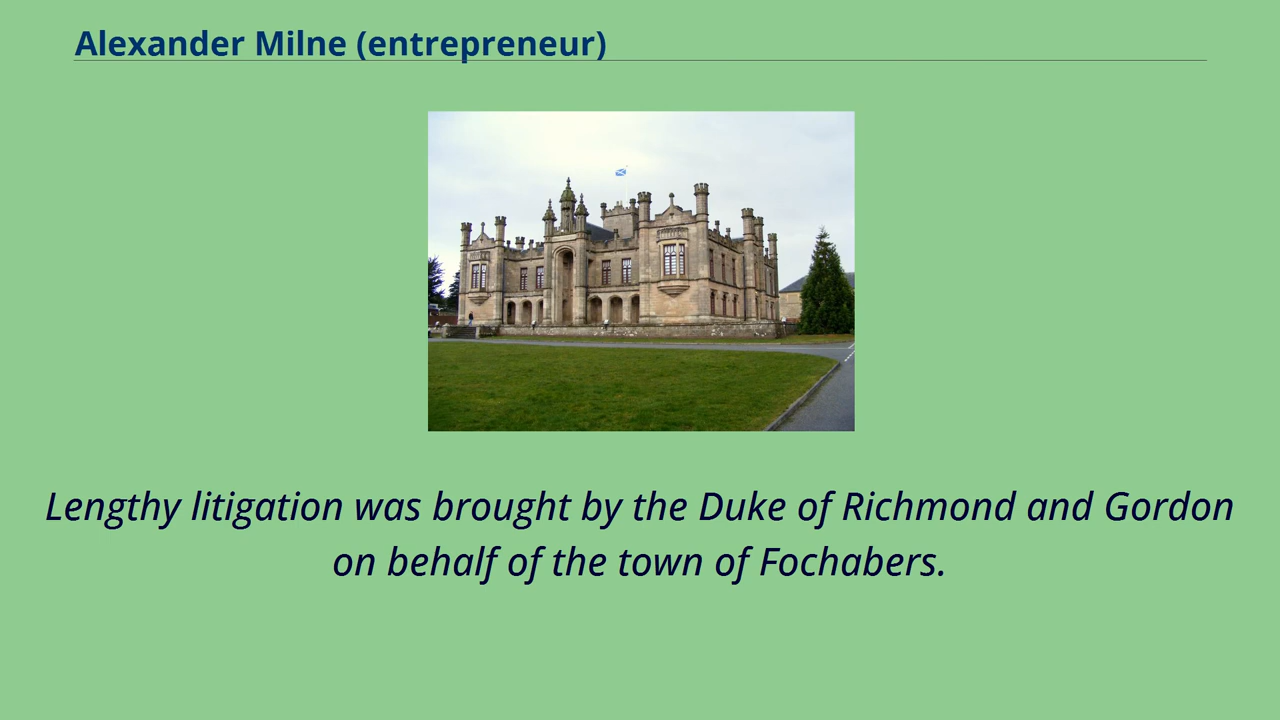 Alexander Milne (entrepreneur)
Lengthy litigation was brought by the Duke of Richmond and Gordon
on behalf of the town of Fochabers.